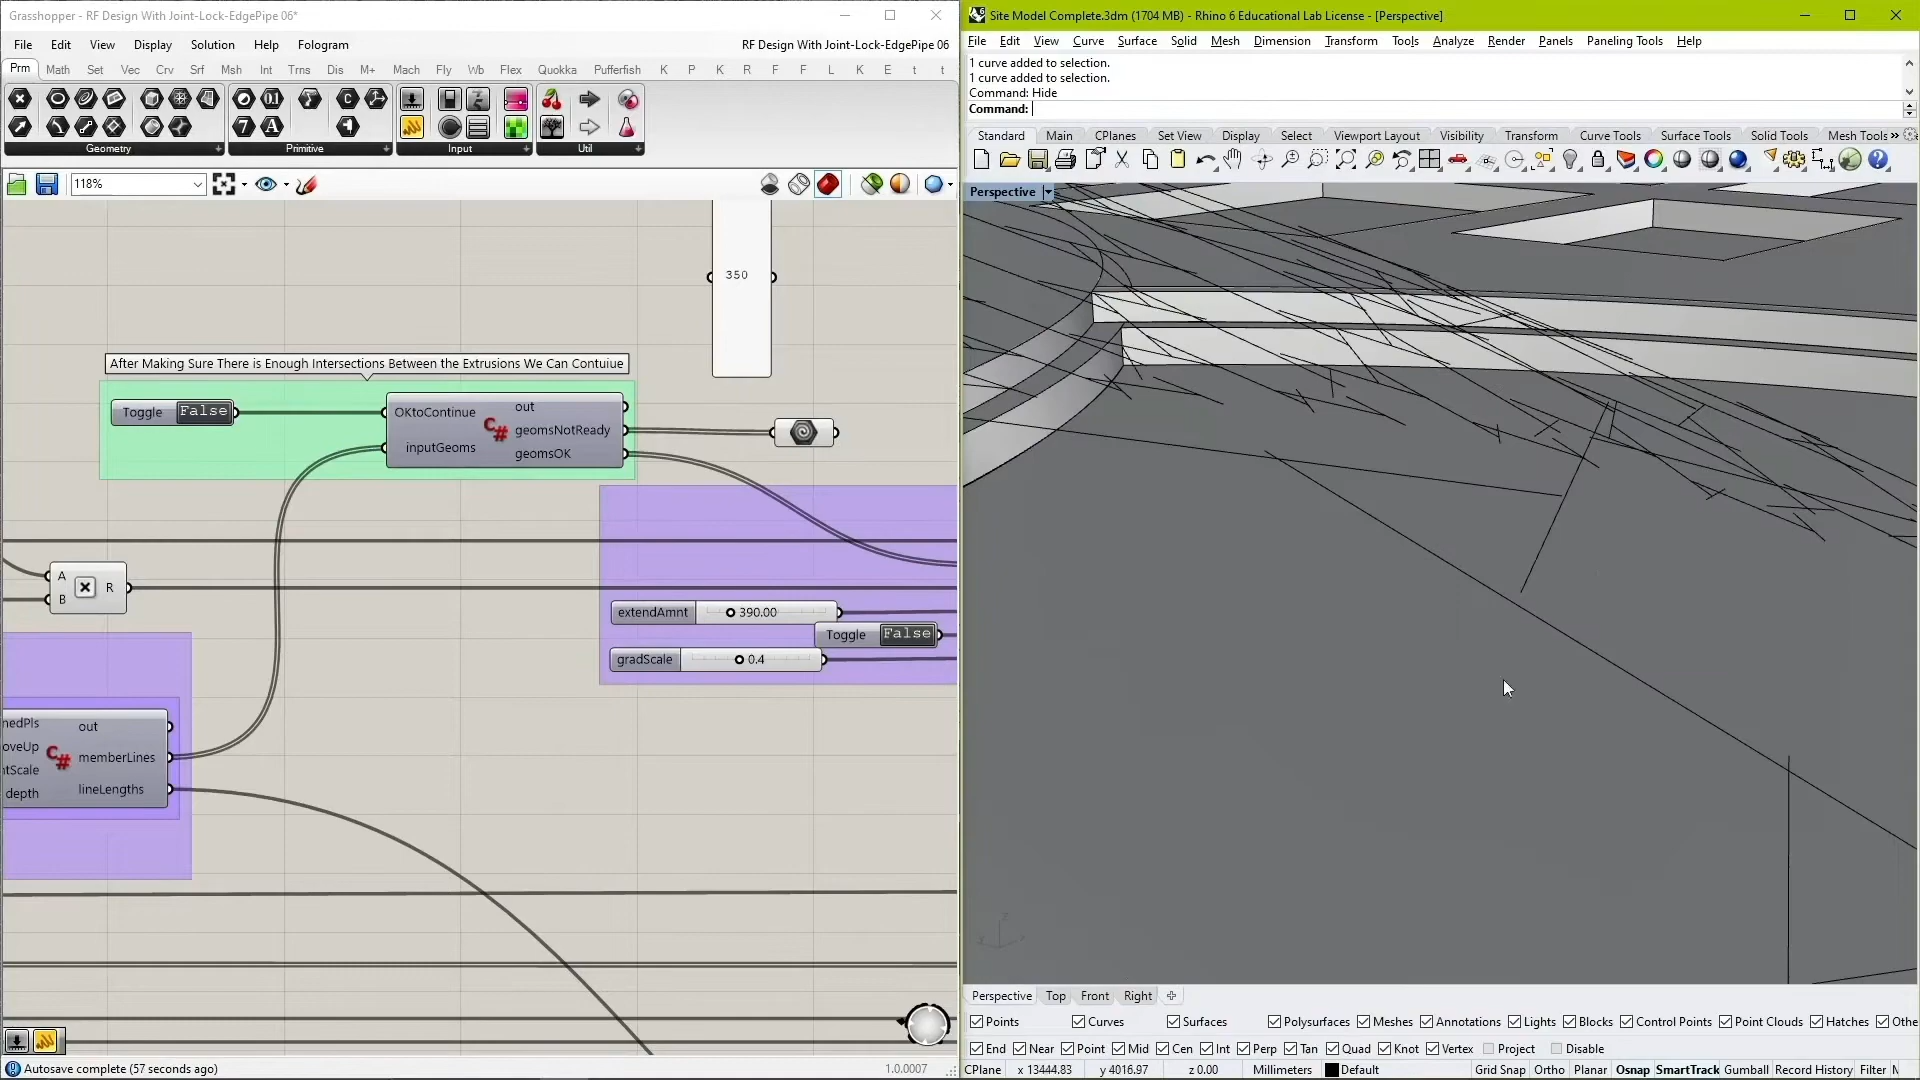 Grasshopper - RF Design With Joint-Lock-EdgePipe 06*
File Edit View Display Solution Help Fologram
RF Design With Joint-Lock-EdgePipe 06
Prm Math Set Vec Crv Srf Msh Int Trns Dis M+ Mach Fly Wb Flex Quokka Pufferfish K P K R F F L K E t t
Geometry Primitive Input Util
118%
350
After Making Sure There is Enough Intersections Between the Extrusions We Can Contuiue
Toggle False
OKtoContinue
inputGeoms
C#
out
geomsNotReady
geomsOK
A
B
R
extendAmnt 390.00
Toggle False
gradScale 0.4
nedPls
oveUp
ntScale
depth
C#
out
memberLines
lineLengths
Autosave complete (57 seconds ago)
1.0.0007
Site Model Complete.3dm (1704 MB) - Rhino 6 Educational Lab License - [Perspective]
File Edit View Curve Surface Solid Mesh Dimension Transform Tools Analyze Render Panels Paneling Tools Help
1 curve added to selection.
1 curve added to selection.
Command: Hide
Command:
Standard Main CPlanes Set View Display Select Viewport Layout Visibility Transform Curve Tools Surface Tools Solid Tools Mesh Tools
Perspective
Perspective Top Front Right
Points Curves Surfaces Polysurfaces Meshes Annotations Lights Blocks Control Points Point Clouds Hatches Othe
End Near Point Mid Cen Int Perp Tan Quad Knot Vertex Project Disable
CPlane x 13444.83 y 4016.97 z 0.00 Millimeters Default Grid Snap Ortho Planar Osnap SmartTrack Gumball Record History Filter M